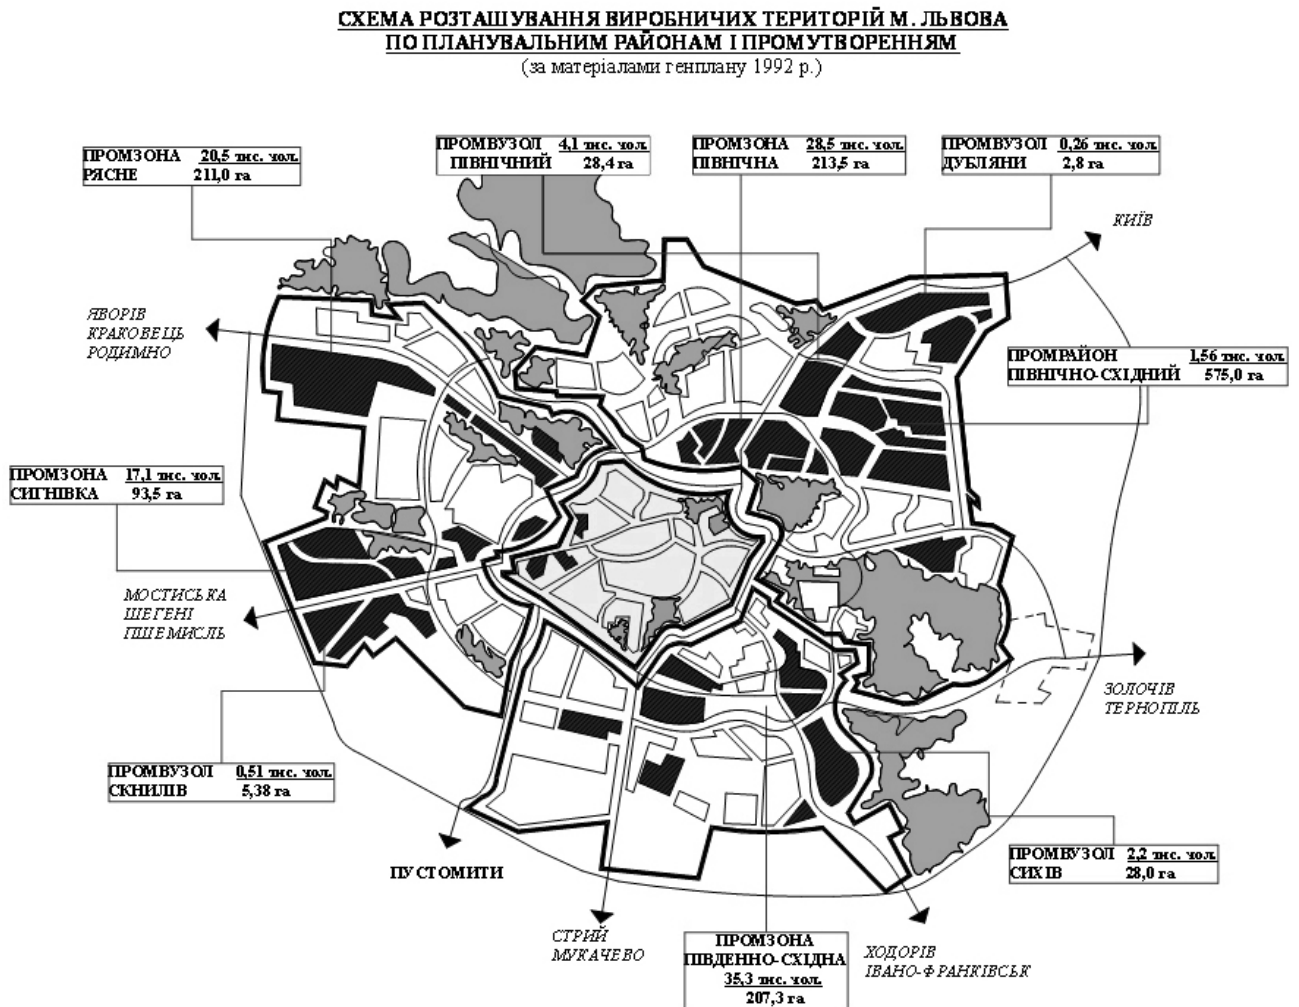 СХЕМА РОЗТАШУВАННЯ ВИРОБНИЧИХ ТЕРИТОРІЙ М. ЛЬВОВА
ПО ПЛАНУВАЛЬНИМ РАЙОНАМ І ПРОМУТВОРЕННЯМ
(за матеріалами генплану 1992 р.)
ПРОМЗОНА 20,5 тис. чол.
РЯСНЕ 211,0 га
ПРОМВУЗОЛ 4,1 тис. чол.
ПІВНІЧНИЙ 28,4 га
ПРОМЗОНА 28,5 тис. чол.
ПІВНІЧНА 213,5 га
ПРОМВУЗОЛ 0,26 тис. чол.
ДУБЛЯНИ 2,8 га
КИЇВ
ЯВОРІВ
КРАКОВЕЦЬ
РОДИМНО
ПРОМРАЙОН 1,56 тис. чол.
ПІВНІЧНО-СХІДНИЙ 575,0 га
ПРОМЗОНА 17,1 тис. чол.
СИГНІВКА 93,5 га
МОСТИСЬКА
ШЕГЕНІ
ПШЕМИСЛЬ
ЗОЛОЧІВ
ТЕРНОПІЛЬ
ПРОМВУЗОЛ 0,51 тис. чол.
СКНИЛІВ 5,38 га
ПУСТОМИТИ
ПРОМВУЗОЛ 2,2 тис. чол.
СИХІВ 28,0 га
СТРИЙ
МУКАЧЕВО
ПРОМЗОНА
ПІВДЕННО-СХІДНА
35,3 тис. чол.
207,3 га
ХОДОРІВ
ІВАНО-ФРАНКІВСЬК